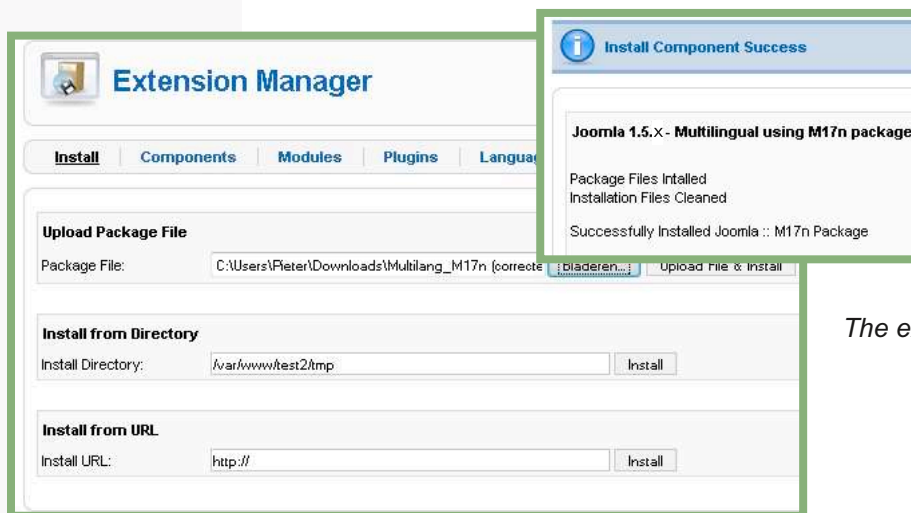 Extension Manager
Install Components Modules Plugins
Upload Package File
Package File: C:\Users\Pieter\Downloads\Multilang_M17n (correcte Bladeren... Upload File & Install
Install from Directory
Install Directory: /var/www/test2/tmp Install
Install from URL
Install URL: http:// Install
Install Component Success
Joomla 1.5.x - Multilingual using M17n package
Package Files Intalled
Installation Files Cleaned
Successfully Installed Joomla :: M17n Package
The e